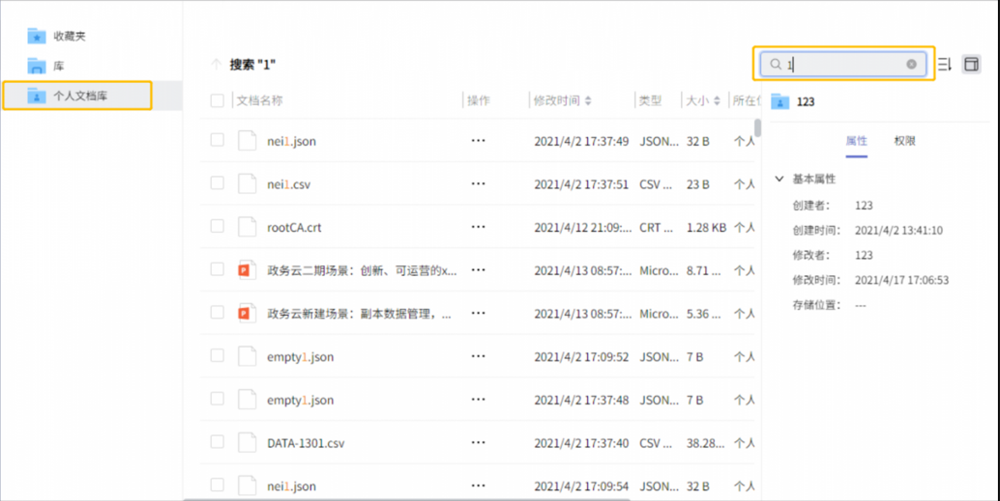 收藏夹
库
个人文档库
搜索 "1"
1
文档名称 操作 修改时间 类型 大小 所在位
nei1.json ··· 2021/4/2 17:37:49 JSON... 32 B 个人
nei1.csv ··· 2021/4/2 17:37:51 CSV ... 23 B 个人
rootCA.crt ··· 2021/4/12 21:09:... CRT ... 1.28 KB 个人
政务云二期场景：创新、可运营的x... ··· 2021/4/13 08:57:... Micro... 8.71 ... 个人
政务云新建场景：副本数据管理，... ··· 2021/4/13 08:57:... Micro... 5.36 ... 个人
empty1.json ··· 2021/4/2 17:09:52 JSON... 7 B 个人
empty1.json ··· 2021/4/2 17:37:48 JSON... 7 B 个人
DATA-1301.csv ··· 2021/4/2 17:37:40 CSV ... 38.28... 个人
nei1.json ··· 2021/4/2 17:09:54 JSON... 32 B 个人
123
属性 权限
基本属性
创建者： 123
创建时间： 2021/4/2 13:41:10
修改者： 123
修改时间： 2021/4/17 17:06:53
存储位置： ---